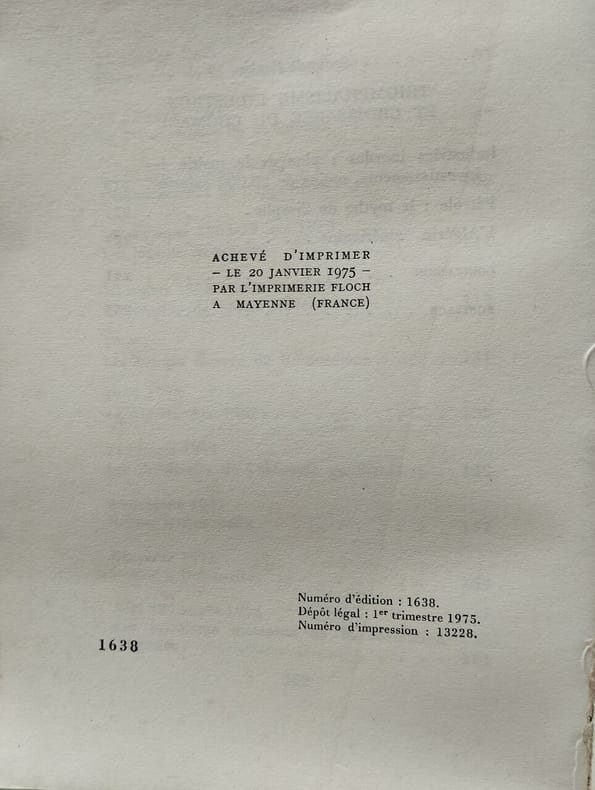 ACHEVÉ D'IMPRIMER
– LE 20 JANVIER 1975 –
PAR L'IMPRIMERIE FLOCH
A MAYENNE (FRANCE)
Numéro d'édition : 1638.
Dépôt légal : 1er trimestre 1975.
Numéro d'impression : 13228.
1638